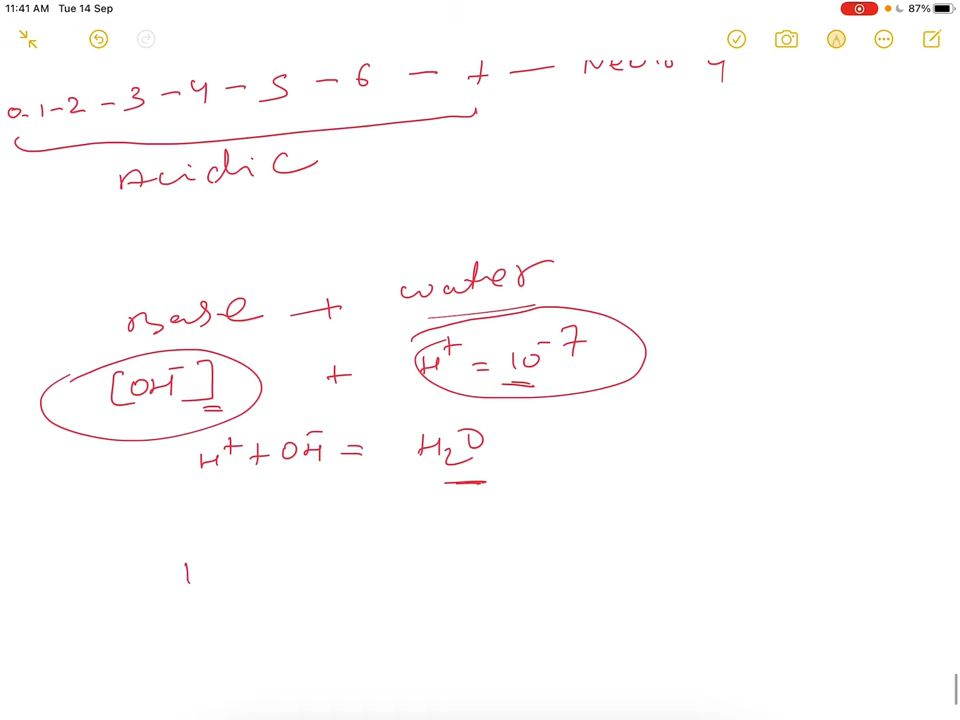 11:41 AM Tue 14 Sep 87%
0-1-2-3-4-5-6-7-
Acidic
Base + water
[OH⁻] + H⁺ = 10⁻⁷
H⁺ + OH⁻ = H₂O